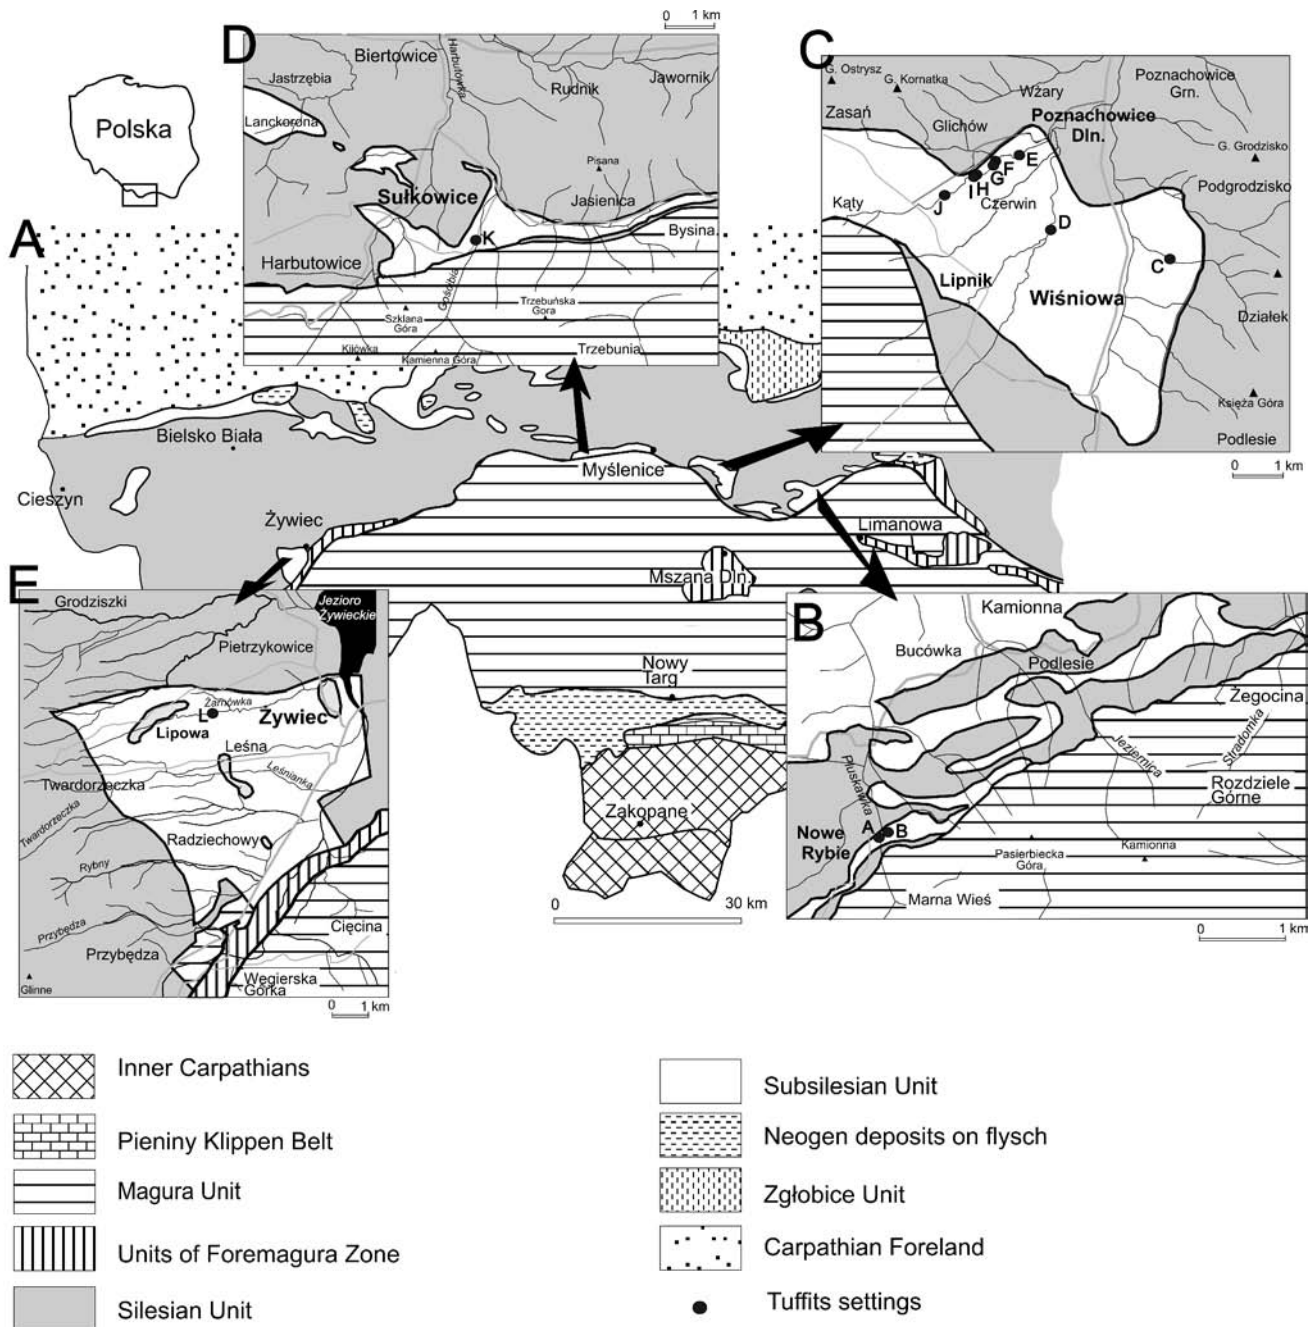 Polska
A
Bielsko Biała
Cieszyn
Żywiec
Myślenice
Limanowa
Mszana Dln.
Nowy
Targ
Zakopane
0 30 km
D
0 1 km
Biertowice
Harbutówka
Jastrzębia
Rudnik
Jawornik
Lanckorona
Pisana
Sułkowice
Jasienica
K
Bysina
Harbutowice
Gościbia
Szklana
Góra
Trzebuńska
Gora
Kijówka
Kamienna Góra
Trzebunia
C
G. Ostrysz
G. Kornatka
Wżary
Poznachowice
Grn.
Zasań
Glichów
Poznachowice
Dln.
G. Grodzisko
E
F
G
H
I
J
Podgrodzisko
Kąty
Czerwin
D
C
Lipnik
Wiśniowa
Działek
Księża Góra
Podlesie
0 1 km
E
Grodziszki
Jezioro
Żywieckie
Pietrzykowice
Żarnówka
L
Żywiec
Lipowa
Leśna
Leśnianka
Twardorzeczka
Twardorzeczka
Radziechowy
Rybny
Przybędza
Przybędza
Cięcina
Glinne
Węgierska
Górka
0 1 km
B
Kamionna
Bucówka
Podlesie
Żegocina
Jeziernica
Stradomka
Pluskawka
Rozdziele
Górne
A
B
Nowe
Rybie
Pasierbiecka
Góra
Kamionna
Marna Wieś
0 1 km
Inner Carpathians
Pieniny Klippen Belt
Magura Unit
Units of Foremagura Zone
Silesian Unit
Subsilesian Unit
Neogen deposits on flysch
Zgłobice Unit
Carpathian Foreland
Tuffits settings